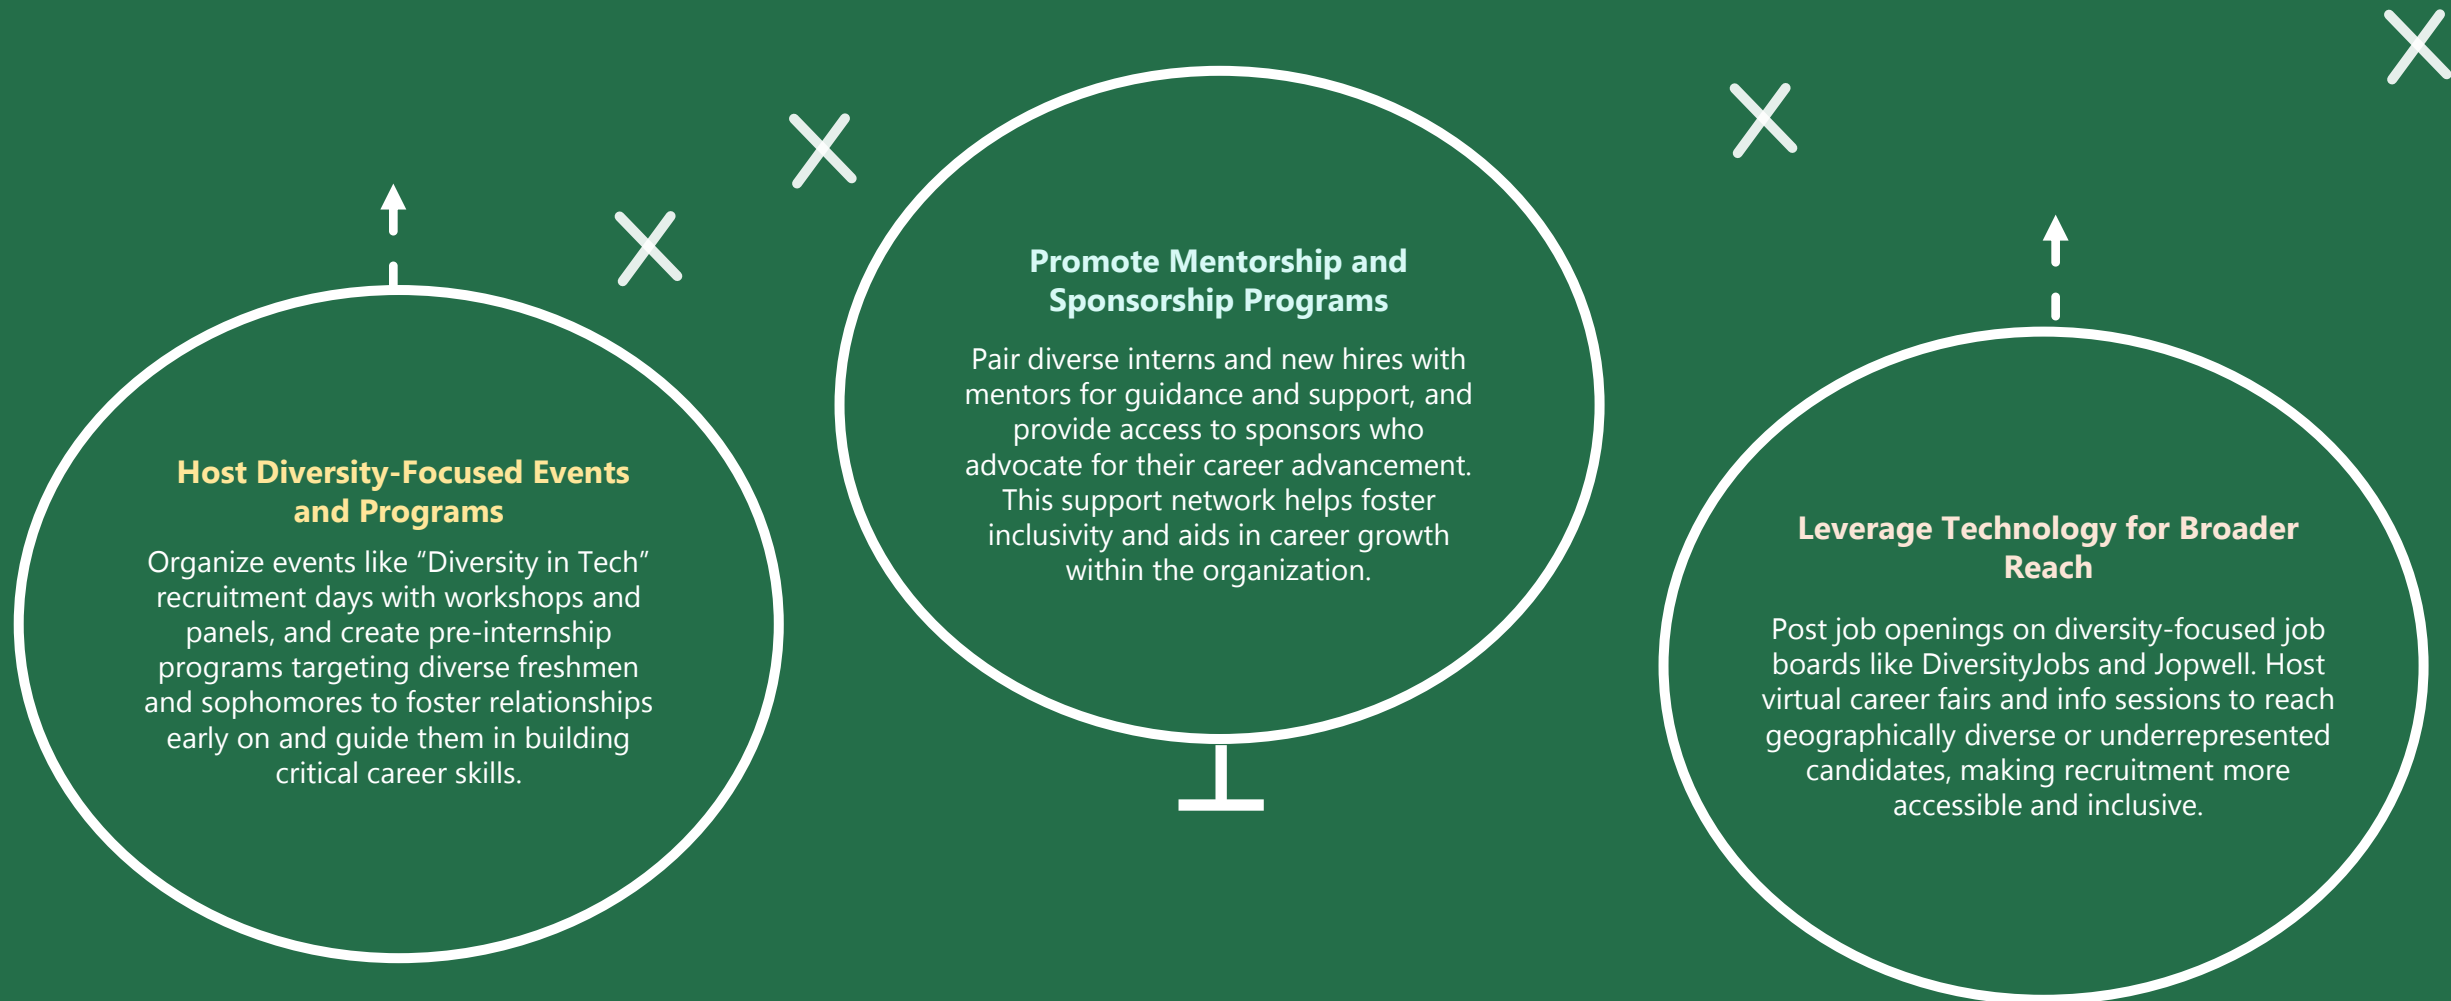 Host Diversity-Focused Events
and Programs
Organize events like “Diversity in Tech”
recruitment days with workshops and
panels, and create pre-internship
programs targeting diverse freshmen
and sophomores to foster relationships
early on and guide them in building
critical career skills.
Promote Mentorship and
Sponsorship Programs
Pair diverse interns and new hires with
mentors for guidance and support, and
provide access to sponsors who
advocate for their career advancement.
This support network helps foster
inclusivity and aids in career growth
within the organization.
Leverage Technology for Broader
Reach
Post job openings on diversity-focused job
boards like DiversityJobs and Jopwell. Host
virtual career fairs and info sessions to reach
geographically diverse or underrepresented
candidates, making recruitment more
accessible and inclusive.